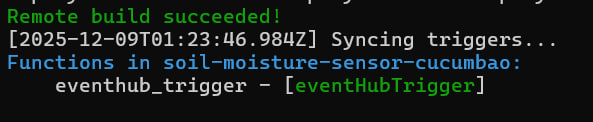 Remote build succeeded!
[2025-12-09T01:23:46.984Z] Syncing triggers...
Functions in soil-moisture-sensor-cucumbao:
eventhub_trigger - [eventHubTrigger]